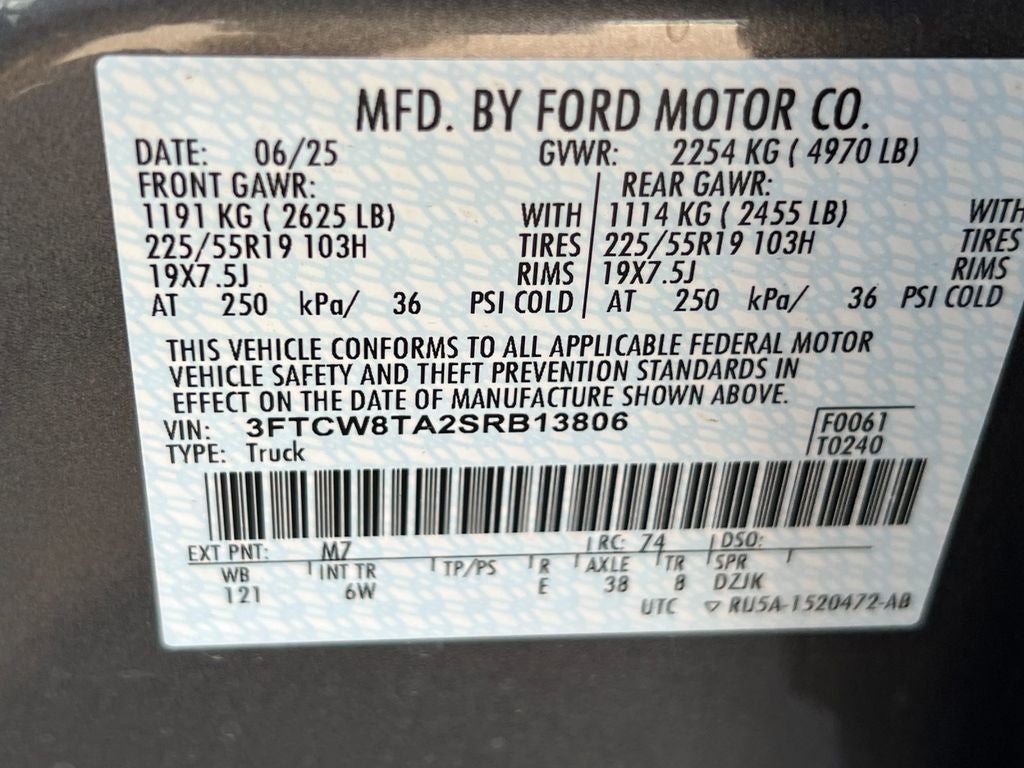 MFD. BY FORD MOTOR CO.
DATE: 06/25 GVWR: 2254 KG ( 4970 LB)
FRONT GAWR: REAR GAWR:
1191 KG ( 2625 LB) WITH 1114 KG ( 2455 LB) WITH
225/55R19 103H TIRES 225/55R19 103H TIRES
19X7.5J RIMS 19X7.5J RIMS
AT 250 kPa/ 36 PSI COLD AT 250 kPa/ 36 PSI COLD
THIS VEHICLE CONFORMS TO ALL APPLICABLE FEDERAL MOTOR
VEHICLE SAFETY AND THEFT PREVENTION STANDARDS IN
EFFECT ON THE DATE OF MANUFACTURE SHOWN ABOVE.
VIN: 3FTCW8TA2SRB13806 F0061
TYPE: Truck T0240
EXT PNT: M7 RC: 74 DSO:
WB INT TR TP/PS R AXLE TR SPR
121 6W E 38 8 DZJK
UTC ▽ RU5A-1520472-AB